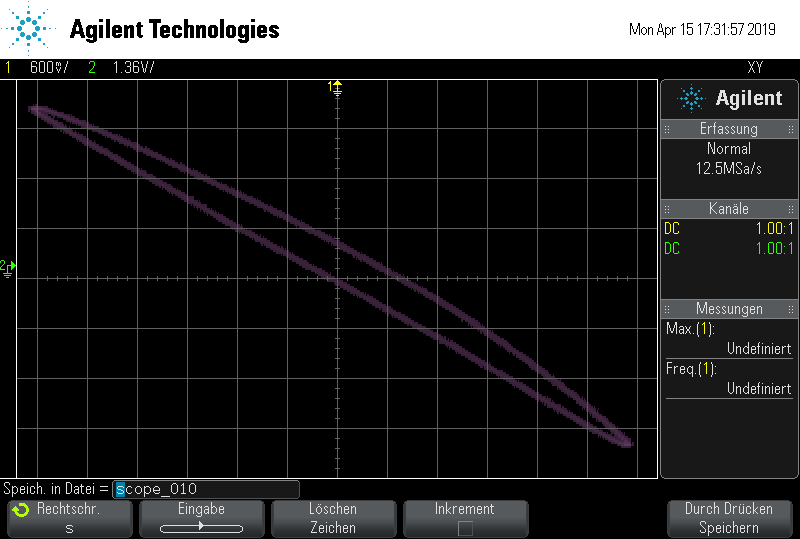 Agilent Technologies
Mon Apr 15 17:31:57 2019
1 600mV/ 2 1.36V/ XY
1
2
Agilent
Erfassung
Normal
12.5MSa/s
Kanäle
DC 1.00:1
DC 1.00:1
Messungen
Max.(1):
Undefiniert
Freq.(1):
Undefiniert
Speich. in Datei = scope_010
Rechtschr.
s
Eingabe
Löschen
Zeichen
Inkrement
Durch Drücken
Speichern